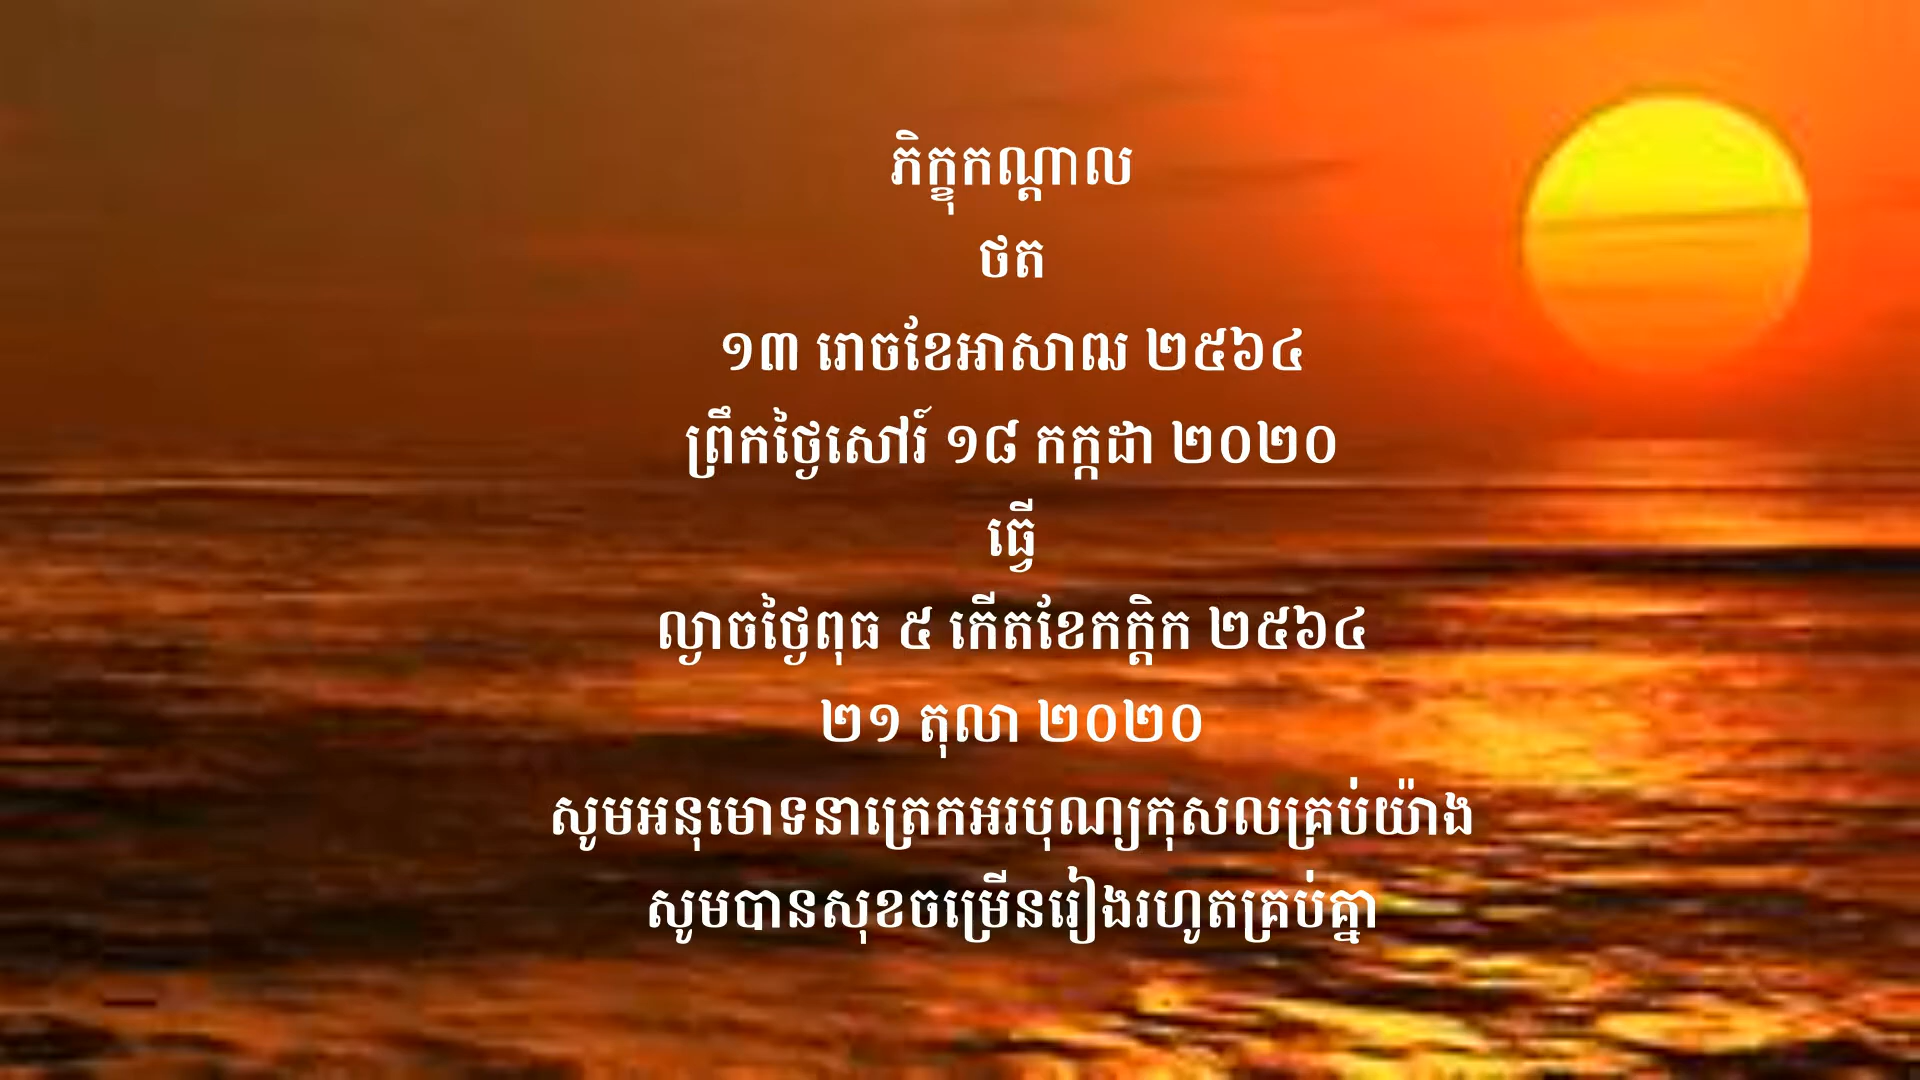 ភិក្ខុកណ្ដាល
ថត
១៣ រោចខែអាសាឍ ២៥៦៤
ព្រឹកថ្ងៃសៅរ៍ ១៨ កក្កដា ២០២០
ធ្វើ
ល្ងាចថ្ងៃពុធ ៥ កើតខែកក្ដិក ២៥៦៤
២១ តុលា ២០២០
សូមអនុមោទនាត្រេកអរបុណ្យកុសលគ្រប់យ៉ាង
សូមបានសុខចម្រើនរៀងរហូតគ្រប់គ្នា